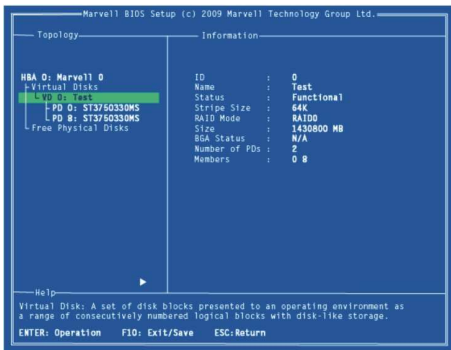 Marvell BIOS Setup (c) 2009 Marvell Technology Group Ltd.
Topology
Information
HBA 0: Marvell 0
Virtual Disks
VD 0: Test
PD 0: ST3750330MS
PD 8: ST3750330MS
Free Physical Disks
ID : 0
Name : Test
Status : Functional
Stripe Size : 64K
RAID Mode : RAID0
Size : 1430800 MB
BGA Status : N/A
Number of PDs : 2
Members : 0 8
Help
Virtual Disk: A set of disk blocks presented to an operating environment as
a range of consecutively numbered logical blocks with disk-like storage.
ENTER: Operation F10: Exit/Save ESC:Return